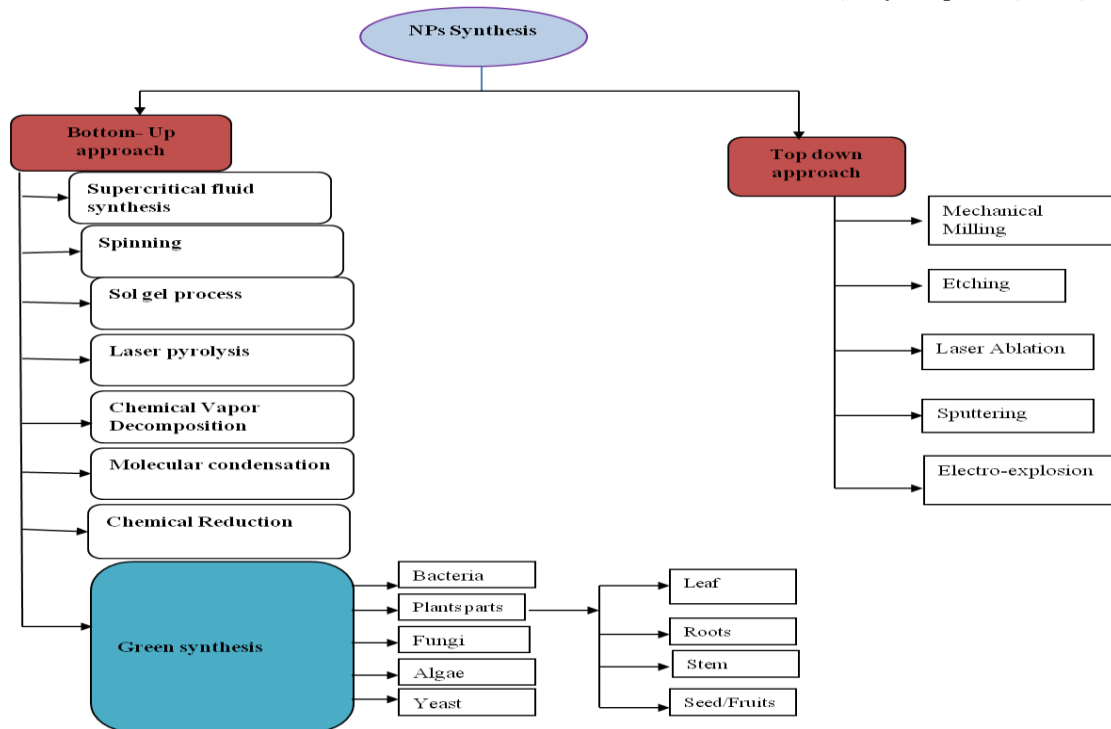 NPs Synthesis
Bottom- Up
approach
Supercritical fluid
synthesis
Spinning
Sol gel process
Laser pyrolysis
Chemical Vapor
Decomposition
Molecular condensation
Chemical Reduction
Green synthesis
Bacteria
Plants parts
Fungi
Algae
Yeast
Leaf
Roots
Stem
Seed/Fruits
Top down
approach
Mechanical
Milling
Etching
Laser Ablation
Sputtering
Electro-explosion